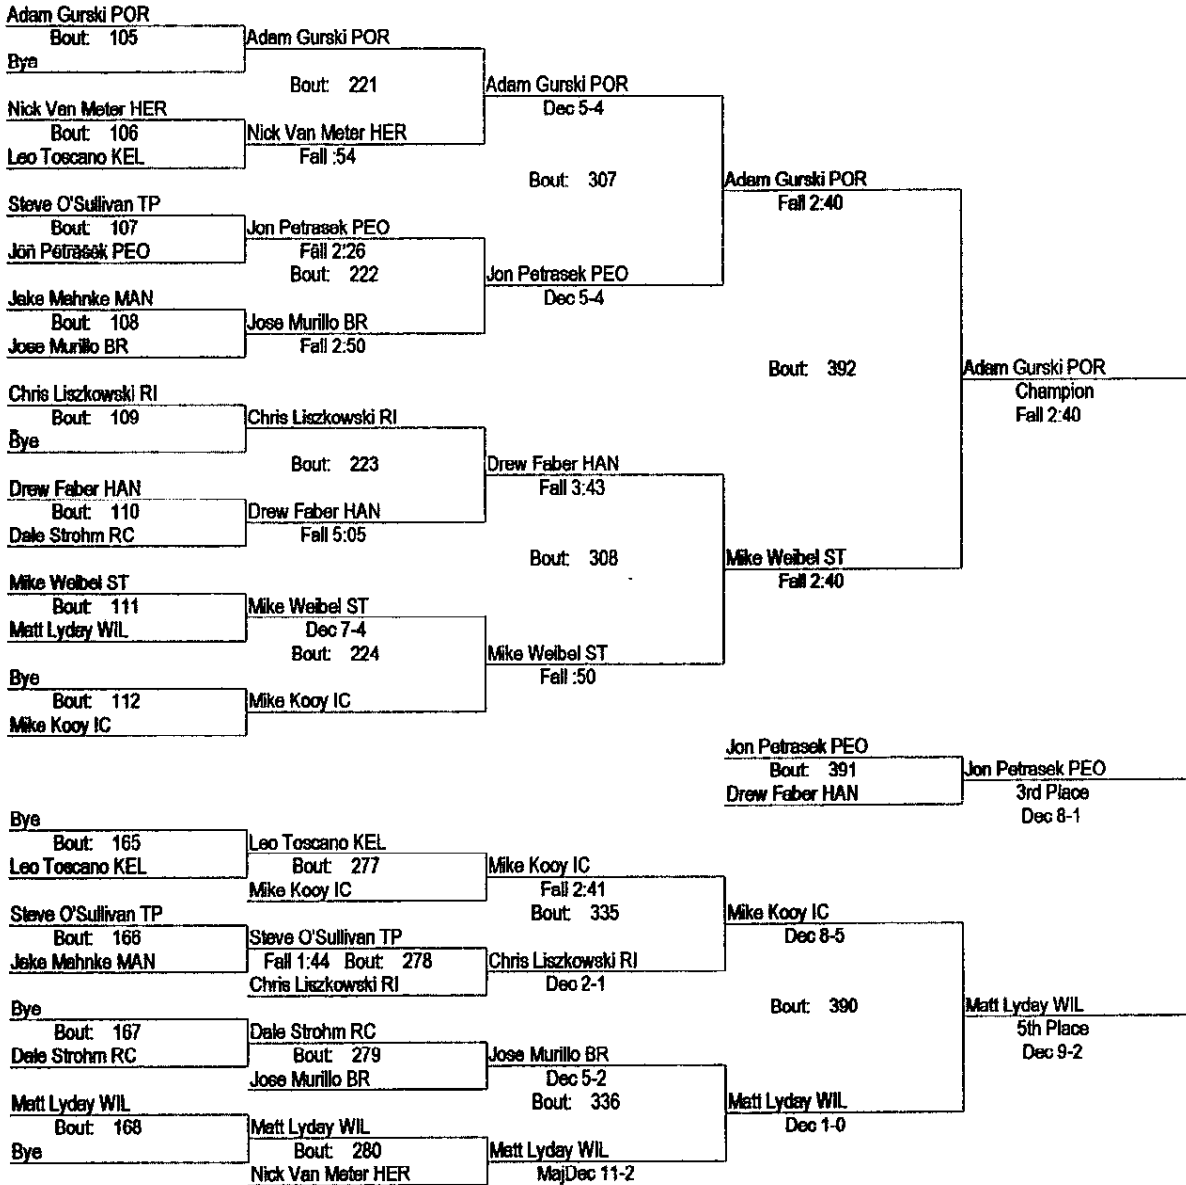 Adam Gurski POR
Bout: 105
Adam Gurski POR
Bye
Bout: 221
Adam Gurski POR
Dec 5-4
Nick Van Meter HER
Bout: 106
Nick Van Meter HER
Leo Toscano KEL
Fall :54
Bout: 307
Adam Gurski POR
Fall 2:40
Steve O'Sullivan TP
Bout: 107
Jon Petrasek PEO
Jon Petrasek PEO
Fall 2:26
Bout: 222
Jon Petrasek PEO
Dec 5-4
Jake Mahnke MAN
Bout: 108
Jose Murillo BR
Jose Murillo BR
Fall 2:50
Bout: 392
Adam Gurski POR
Champion
Fall 2:40
Chris Liszkowski RI
Bout: 109
Chris Liszkowski RI
Bye
Bout: 223
Drew Faber HAN
Fall 3:43
Drew Faber HAN
Bout: 110
Drew Faber HAN
Dale Strohm RC
Fall 5:05
Bout: 308
Mike Weibel ST
Fall 2:40
Mike Weibel ST
Bout: 111
Mike Weibel ST
Matt Lyday WIL
Dec 7-4
Bout: 224
Mike Weibel ST
Fall :50
Bye
Bout: 112
Mike Kooy IC
Mike Kooy IC
Jon Petrasek PEO
Bout: 391
Jon Petrasek PEO
Drew Faber HAN
3rd Place
Dec 8-1
Bye
Bout: 165
Leo Toscano KEL
Leo Toscano KEL
Bout: 277
Mike Kooy IC
Mike Kooy IC
Fall 2:41
Bout: 335
Mike Kooy IC
Dec 8-5
Steve O'Sullivan TP
Bout: 166
Steve O'Sullivan TP
Jake Mahnke MAN
Fall 1:44 Bout: 278
Chris Liszkowski RI
Chris Liszkowski RI
Dec 2-1
Bout: 390
Matt Lyday WIL
5th Place
Dec 9-2
Bye
Bout: 167
Dale Strohm RC
Dale Strohm RC
Bout: 279
Jose Murillo BR
Jose Murillo BR
Dec 5-2
Bout: 336
Matt Lyday WIL
Dec 1-0
Matt Lyday WIL
Bout: 168
Matt Lyday WIL
Bye
Bout: 280
Matt Lyday WIL
Nick Van Meter HER
MajDec 11-2